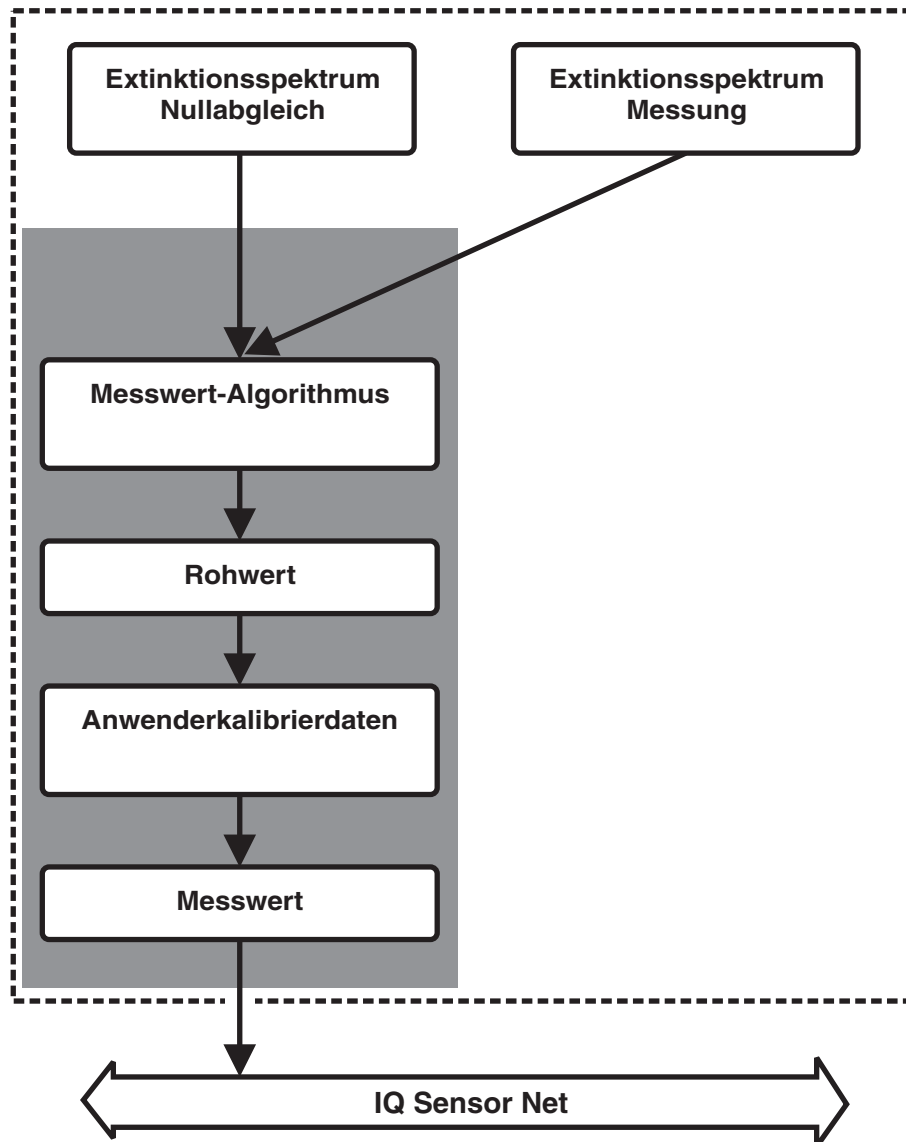 Extinktionsspektrum
Nullabgleich
Extinktionsspektrum
Messung
Messwert-Algorithmus
Rohwert
Anwenderkalibrierdaten
Messwert
IQ Sensor Net